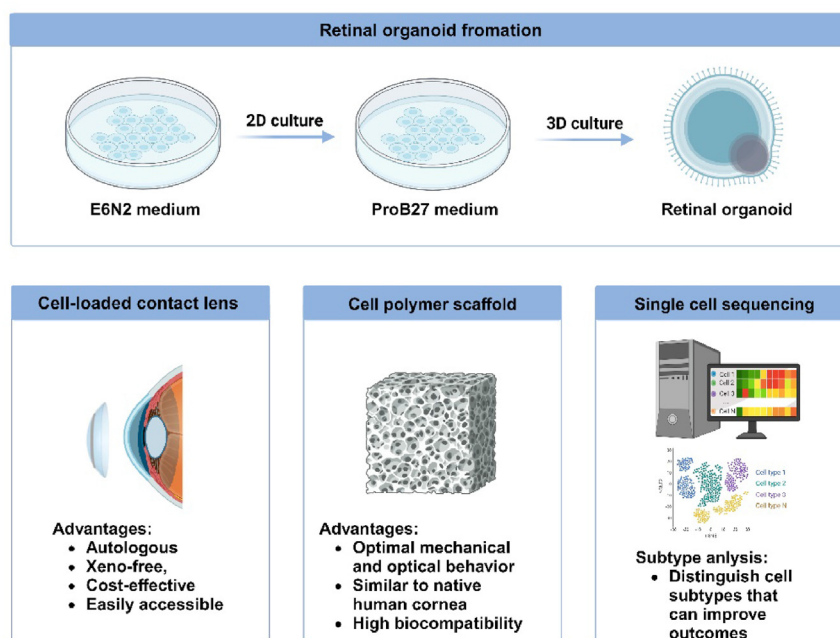 Retinal organoid fromation
2D culture
3D culture
E6N2 medium
ProB27 medium
Retinal organoid
Cell-loaded contact lens
Cell polymer scaffold
Single cell sequencing
Cell 1
Cell 2
Cell 3
Cell N
Cell type 1
Cell type 2
Cell type 3
Cell type N
Advantages:
• Autologous
• Xeno-free,
• Cost-effective
• Easily accessible
Advantages:
• Optimal mechanical
and optical behavior
• Similar to native
human cornea
• High biocompatibility
Subtype anlysis:
• Distinguish cell
subtypes that
can improve
outcomes